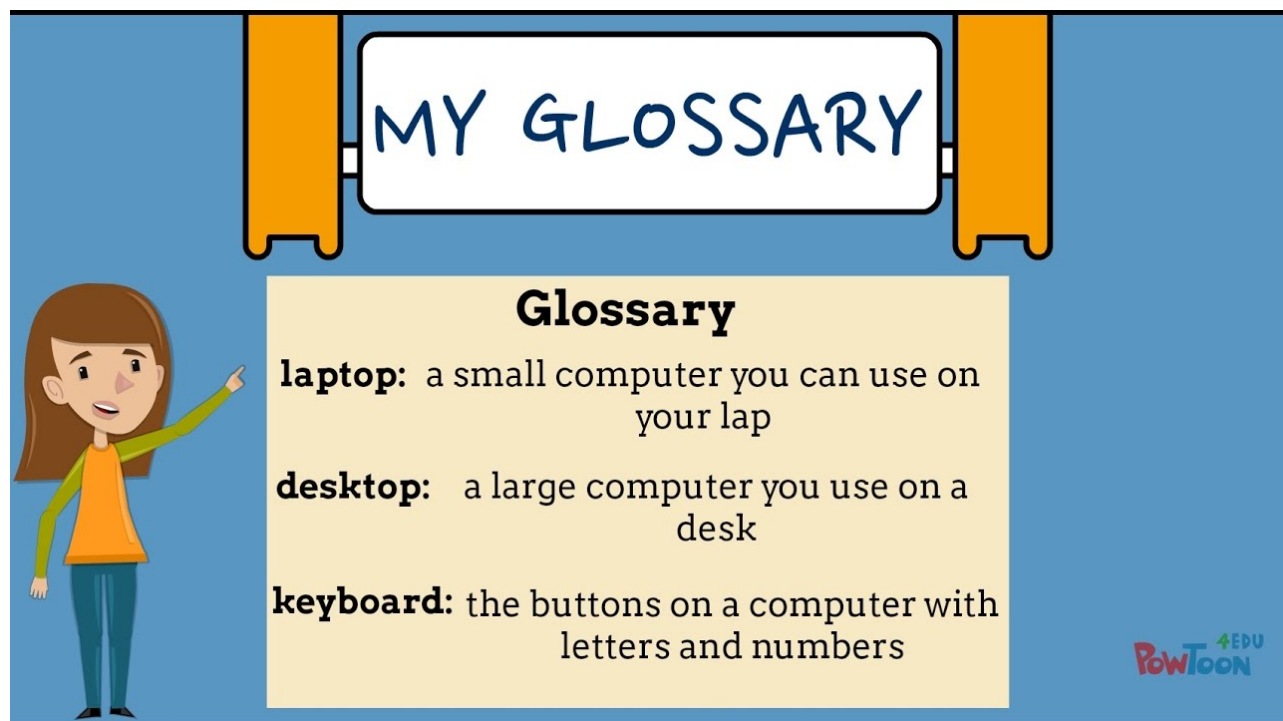 MY GLOSSARY
Glossary
laptop: a small computer you can use on
your lap
desktop: a large computer you use on a
desk
keyboard: the buttons on a computer with
letters and numbers
4EDU
POWTOON